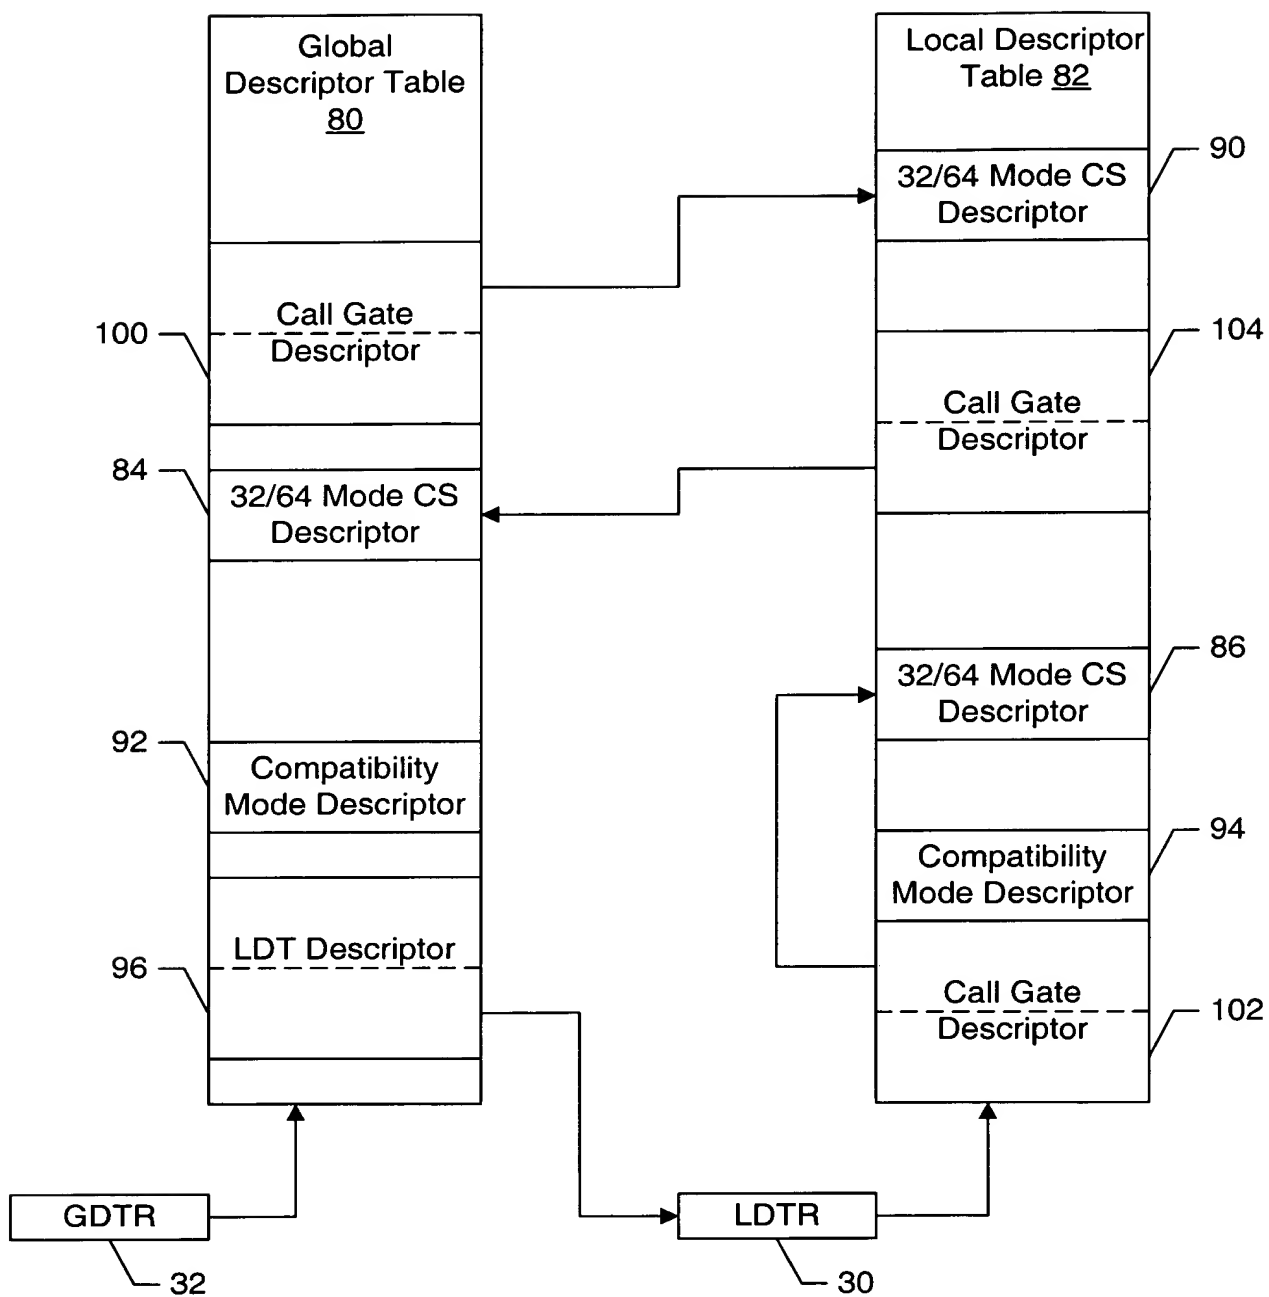 Global
Descriptor Table
80
Call Gate
Descriptor
100
84
32/64 Mode CS
Descriptor
92
Compatibility
Mode Descriptor
LDT Descriptor
96
GDTR
32
Local Descriptor
Table 82
32/64 Mode CS
Descriptor
90
104
Call Gate
Descriptor
32/64 Mode CS
Descriptor
86
Compatibility
Mode Descriptor
94
Call Gate
Descriptor
102
LDTR
30